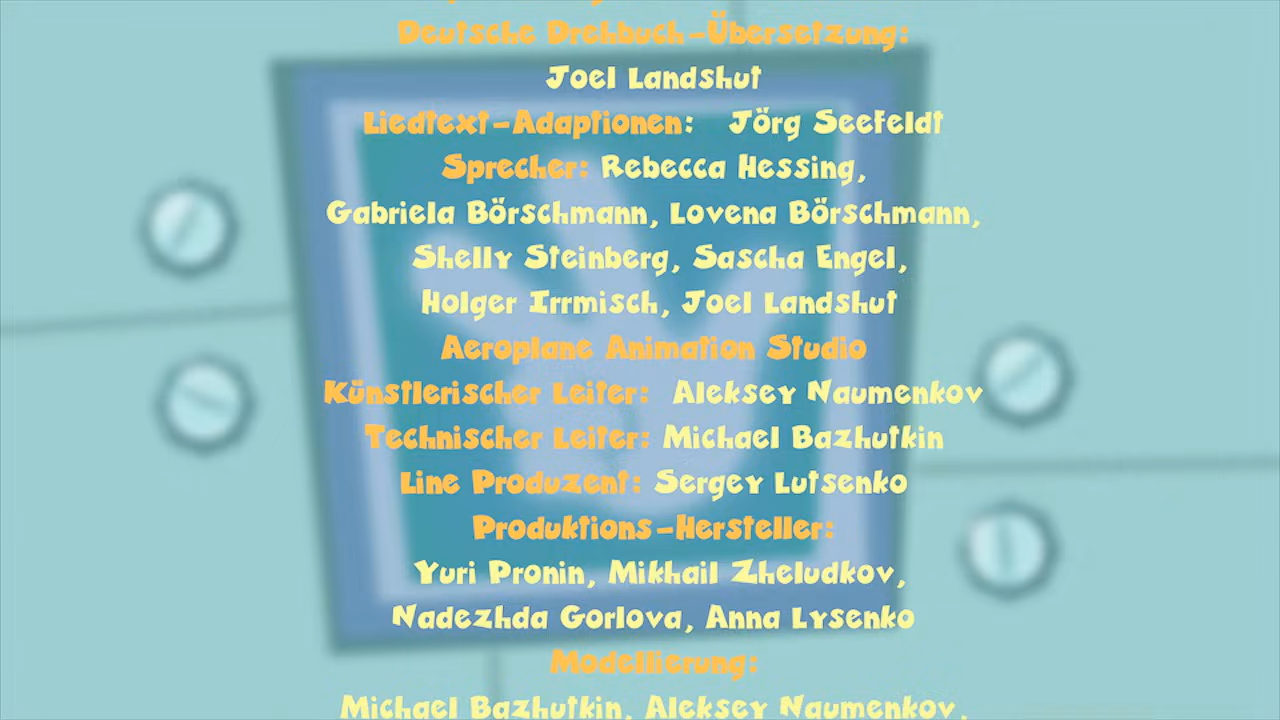 Deutsche Drehbuch-Übersetzung:
Joel Landshut
Liedtext-Adaptionen: Jörg Seefeldt
Sprecher: Rebecca Hessing,
Gabriela Börschmann, Lovena Börschmann,
Shelly Steinberg, Sascha Engel,
Holger Irrmisch, Joel Landshut
Aeroplane Animation Studio
Künstlerischer Leiter: Aleksey Naumenkov
Technischer Leiter: Michael Bazhutkin
Line Produzent: Sergey Lutsenko
Produktions-Hersteller:
Yuri Pronin, Mikhail Zheludkov,
Nadezhda Gorlova, Anna Lysenko
Modellierung:
Michael Bazhutkin, Aleksey Naumenkov,